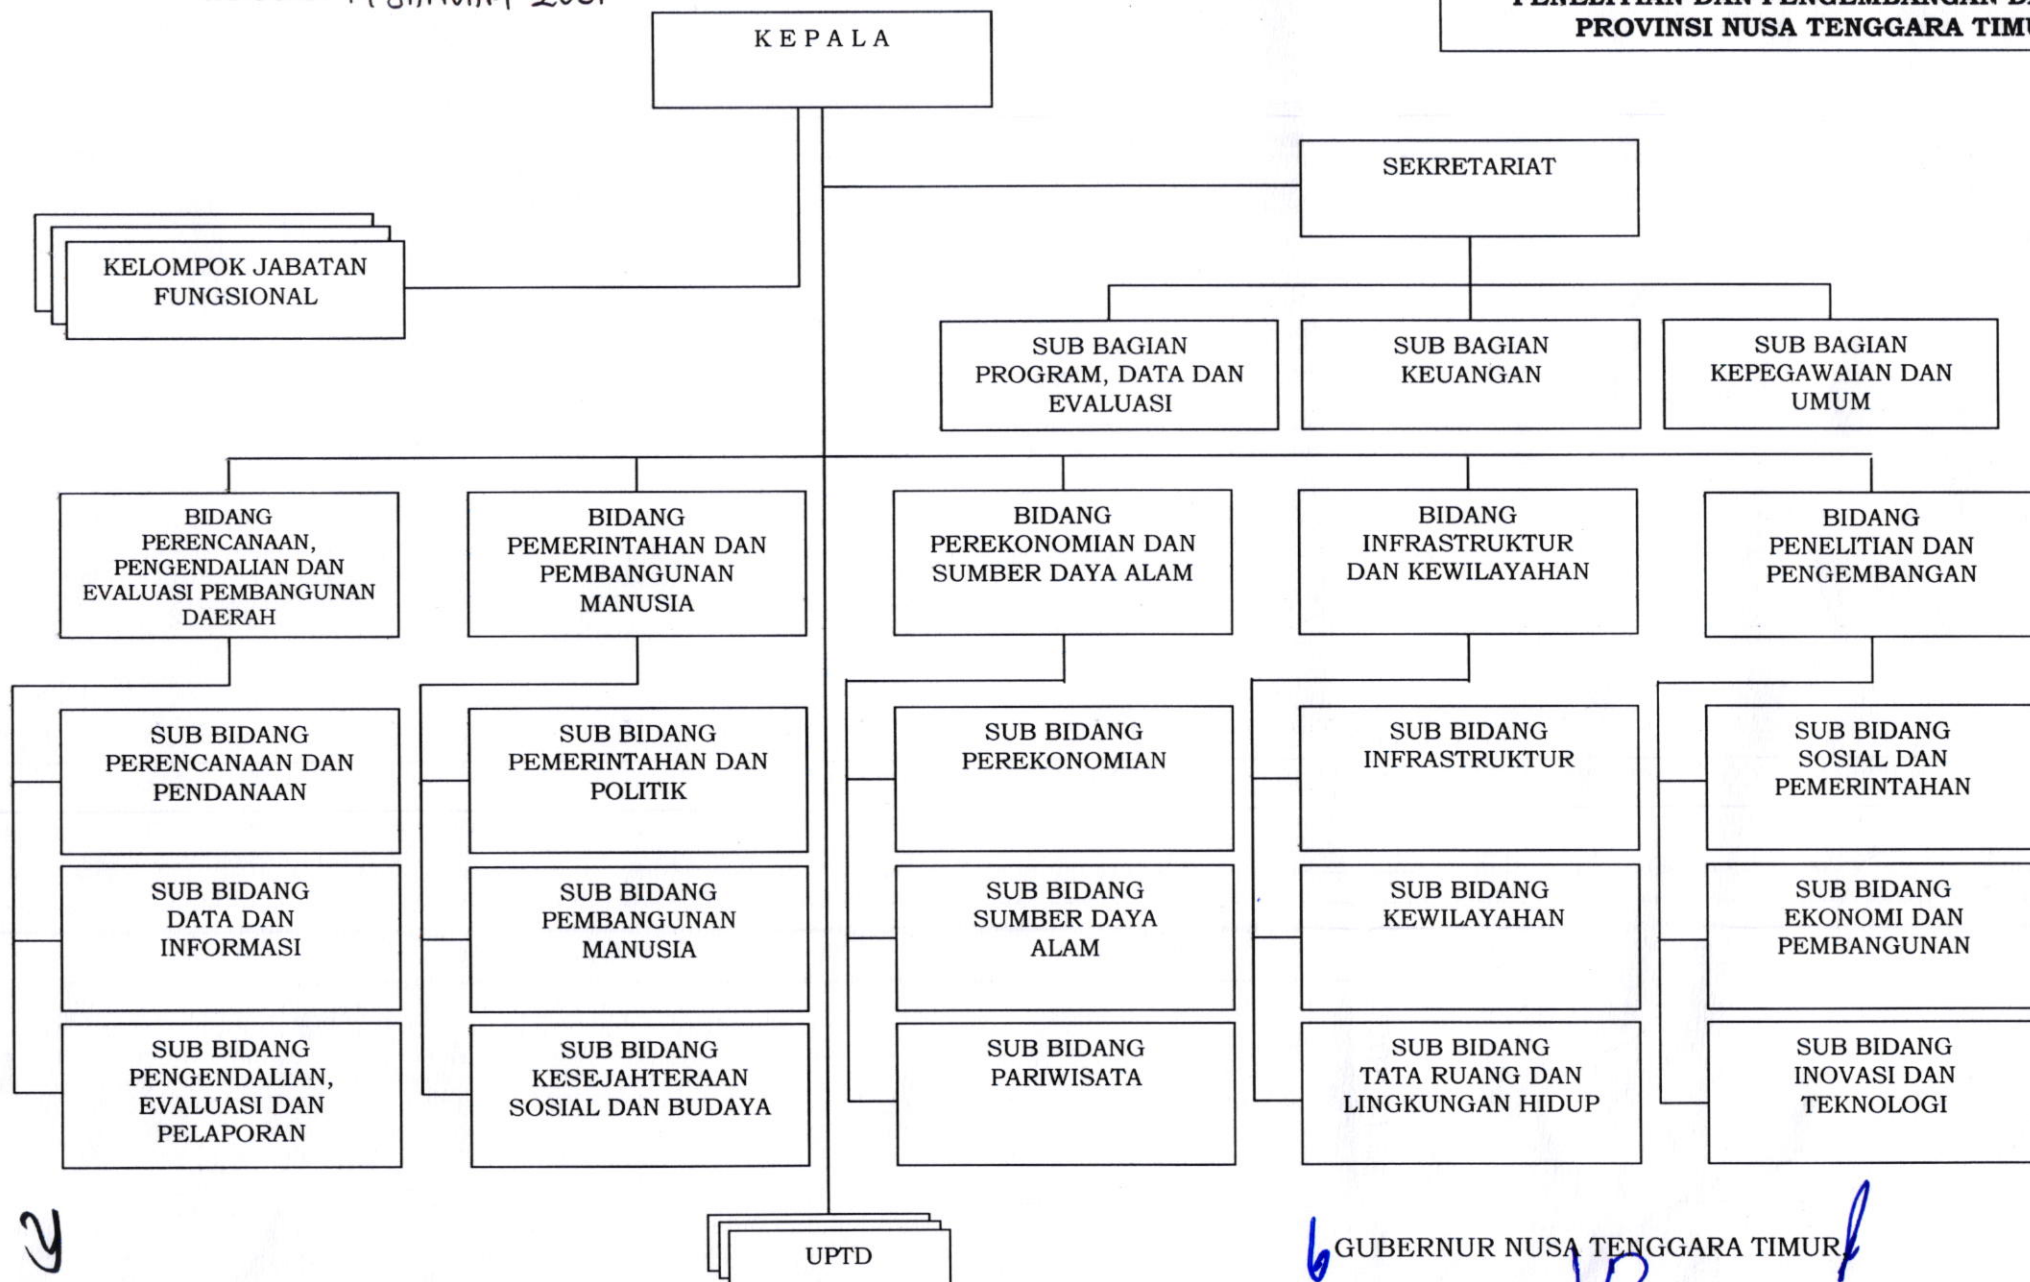 PENELITIAN DAN PENGEMBANGAN
PROVINSI NUSA TENGGARA
K E P A L A
SEKRETARIAT
KELOMPOK JABATAN
FUNGSIONAL
SUB BAGIAN
PROGRAM, DATA DAN
EVALUASI
SUB BAGIAN
KEUANGAN
SUB BAGIAN
KEPEGAWAIAN DAN
UMUM
BIDANG
PERENCANAAN,
PENGENDALIAN DAN
EVALUASI PEMBANGUNAN
DAERAH
BIDANG
PEMERINTAHAN DAN
PEMBANGUNAN
MANUSIA
BIDANG
PEREKONOMIAN DAN
SUMBER DAYA ALAM
BIDANG
INFRASTRUKTUR
DAN KEWILAYAHAN
BIDANG
PENELITIAN DAN
PENGEMBANGAN
SUB BIDANG
PERENCANAAN DAN
PENDANAAN
SUB BIDANG
PEMERINTAHAN DAN
POLITIK
SUB BIDANG
PEREKONOMIAN
SUB BIDANG
INFRASTRUKTUR
SUB BIDANG
SOSIAL DAN
PEMERINTAHAN
SUB BIDANG
DATA DAN
INFORMASI
SUB BIDANG
PEMBANGUNAN
MANUSIA
SUB BIDANG
SUMBER DAYA
ALAM
SUB BIDANG
KEWILAYAHAN
SUB BIDANG
EKONOMI DAN
PEMBANGUNAN
SUB BIDANG
PENGENDALIAN,
EVALUASI DAN
PELAPORAN
SUB BIDANG
KESEJAHTERAAN
SOSIAL DAN BUDAYA
SUB BIDANG
PARIWISATA
SUB BIDANG
TATA RUANG DAN
LINGKUNGAN HIDUP
SUB BIDANG
INOVASI DAN
TEKNOLOGI
UPTD
GUBERNUR NUSA TENGGARA TIMUR,